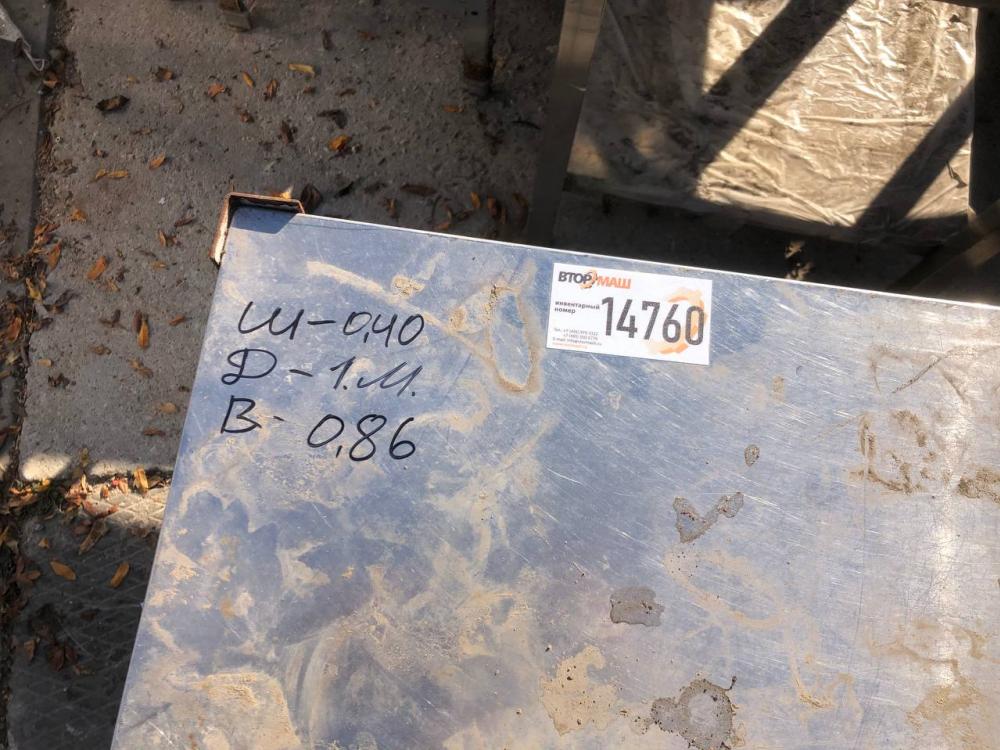 Ш-0,40
Д-1.М.
В-0,86
ВТОРМАШ
инвентарный
номер
14760